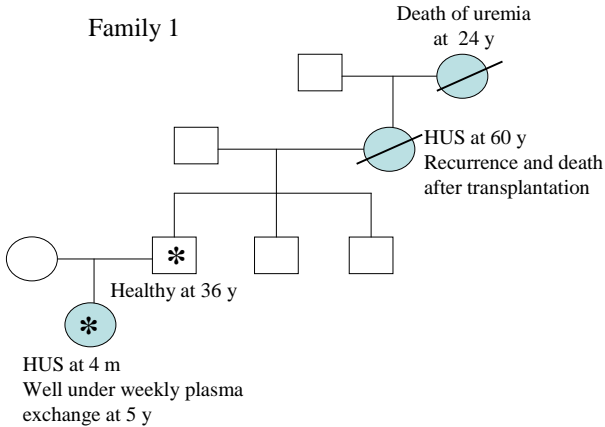 Family 1
Death of uremia
at 24 y
HUS at 60 y
Recurrence and death
after transplantation
*
Healthy at 36 y
*
HUS at 4 m
Well under weekly plasma
exchange at 5 y